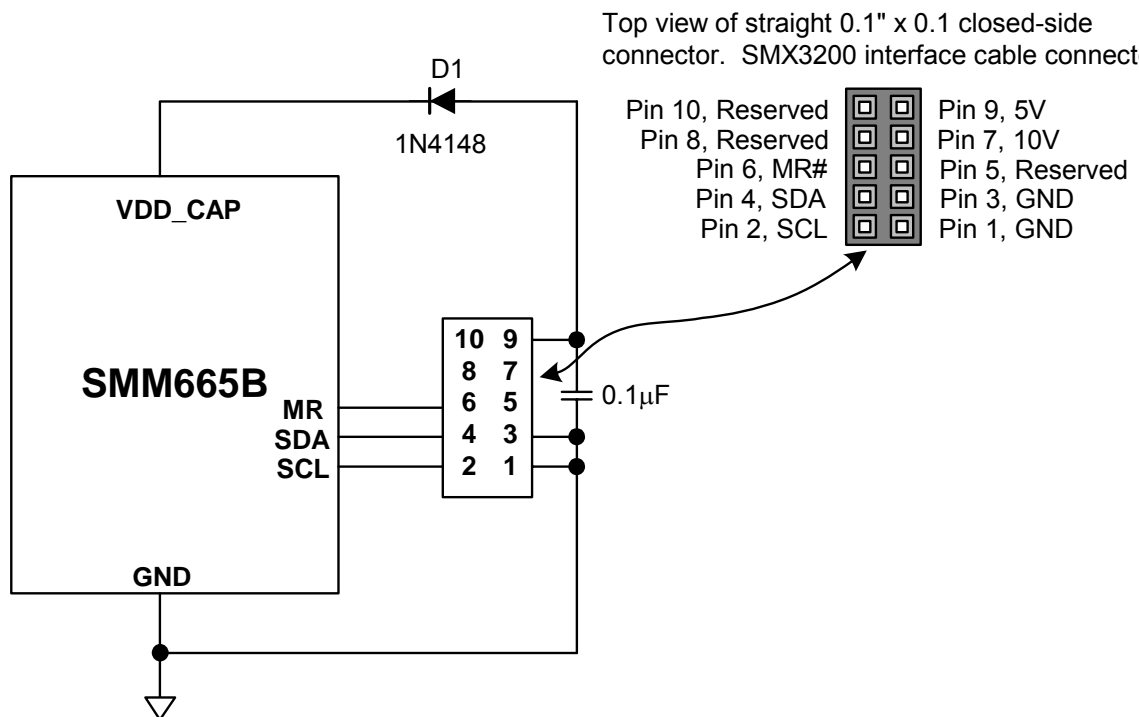 Top view of straight 0.1" x 0.1 closed-side
connector. SMX3200 interface cable connect
D1
1N4148
Pin 10, Reserved
Pin 9, 5V
Pin 8, Reserved
Pin 7, 10V
Pin 6, MR#
Pin 5, Reserved
Pin 4, SDA
Pin 3, GND
Pin 2, SCL
Pin 1, GND
VDD_CAP
SMM665B
MR
SDA
SCL
10 9
8 7
6 5
4 3
2 1
0.1µF
GND